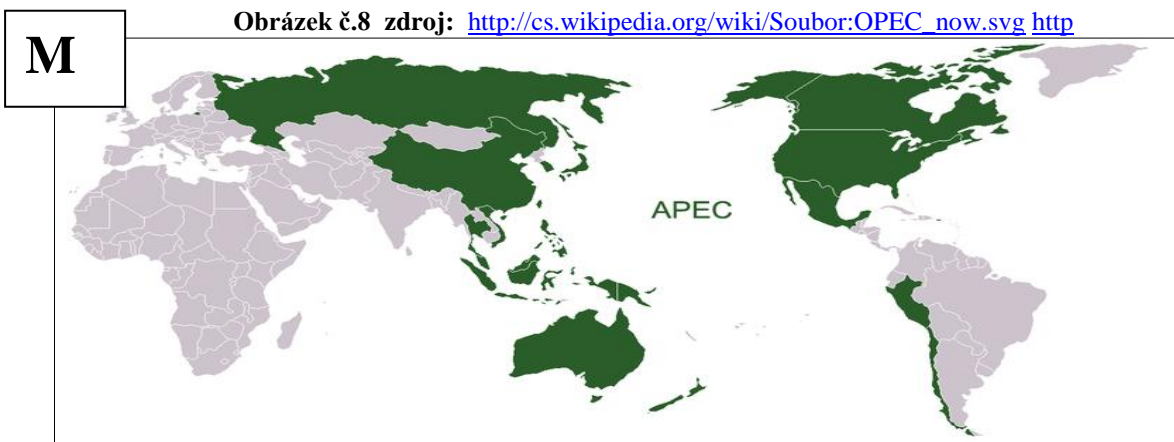 Obrázek č.8 zdroj: http://cs.wikipedia.org/wiki/Soubor:OPEC_now.svg http
M
APEC